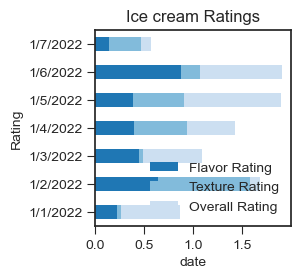 Ice cream Ratings
Rating
1/7/2022
1/6/2022
1/5/2022
1/4/2022
1/3/2022
1/2/2022
1/1/2022
Flavor Rating
Texture Rating
Overall Rating
0.0 0.5 1.0 1.5
date